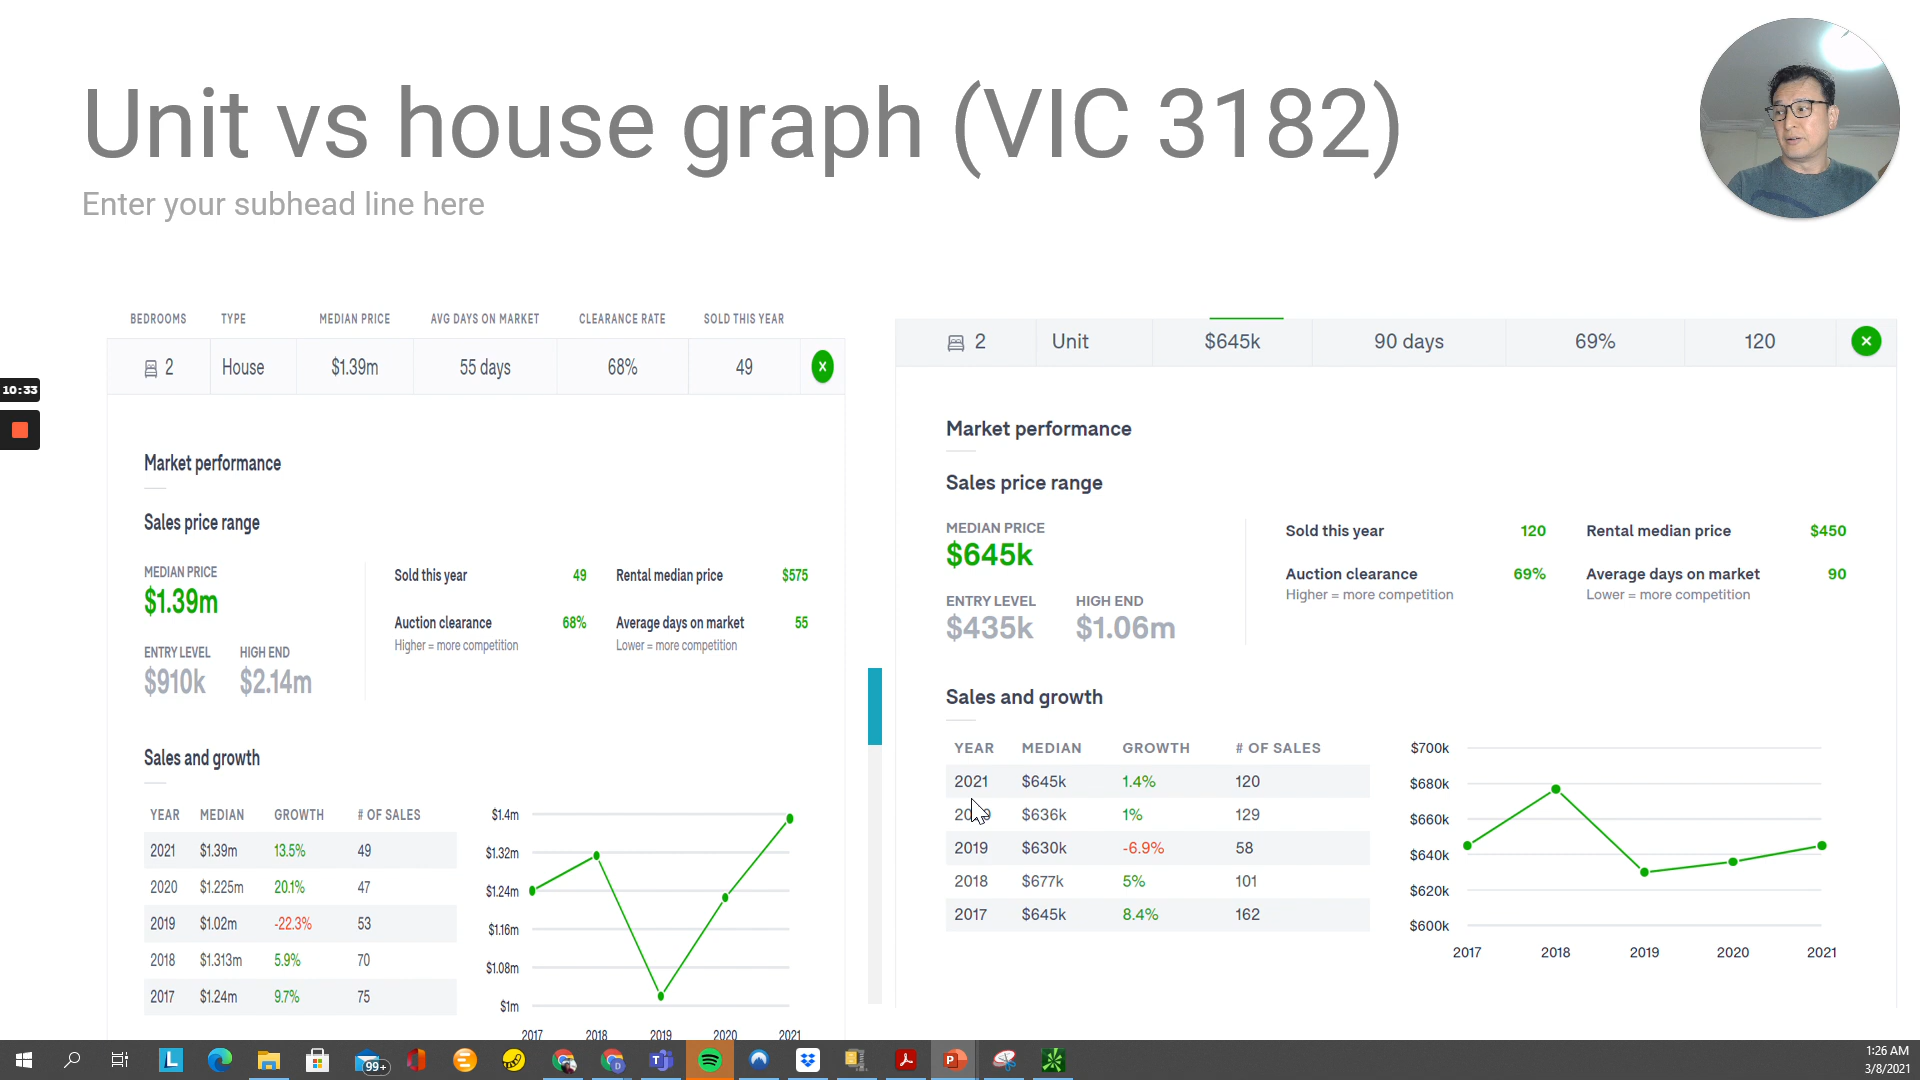 Unit vs house graph (VIC 3182)
Enter your subhead line here
10:33
BEDROOMS TYPE MEDIAN PRICE AVG DAYS ON MARKET CLEARANCE RATE SOLD THIS YEAR
2 House $1.39m 55 days 68% 49
Market performance
Sales price range
MEDIAN PRICE
$1.39m
ENTRY LEVEL HIGH END
$910k $2.14m
Sold this year 49 Rental median price $575
Auction clearance 68% Average days on market 55
Higher = more competition Lower = more competition
Sales and growth
YEAR MEDIAN GROWTH # OF SALES
2021 $1.39m 13.5% 49
2020 $1.225m 20.1% 47
2019 $1.02m -22.3% 53
2018 $1.313m 5.9% 70
2017 $1.24m 9.7% 75
$1.4m
$1.32m
$1.24m
$1.16m
$1.08m
$1m
2017 2018 2019 2020 2021
2 Unit $645k 90 days 69% 120
Market performance
Sales price range
MEDIAN PRICE
$645k
ENTRY LEVEL HIGH END
$435k $1.06m
Sold this year 120 Rental median price $450
Auction clearance 69% Average days on market 90
Higher = more competition Lower = more competition
Sales and growth
YEAR MEDIAN GROWTH # OF SALES
2021 $645k 1.4% 120
$636k 1% 129
2019 $630k -6.9% 58
2018 $677k 5% 101
2017 $645k 8.4% 162
$700k
$680k
$660k
$640k
$620k
$600k
2017 2018 2019 2020 2021
99+
1:26 AM
3/8/2021